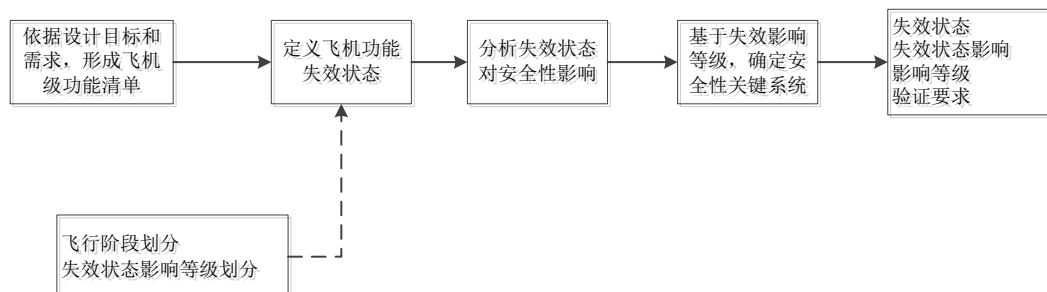 依据设计目标和
需求，形成飞机
级功能清单
定义飞机功能
失效状态
分析失效状态
对安全性影响
基于失效影响
等级，确定安
全性关键系统
失效状态
失效状态影响
影响等级
验证要求
飞行阶段划分
失效状态影响等级划分